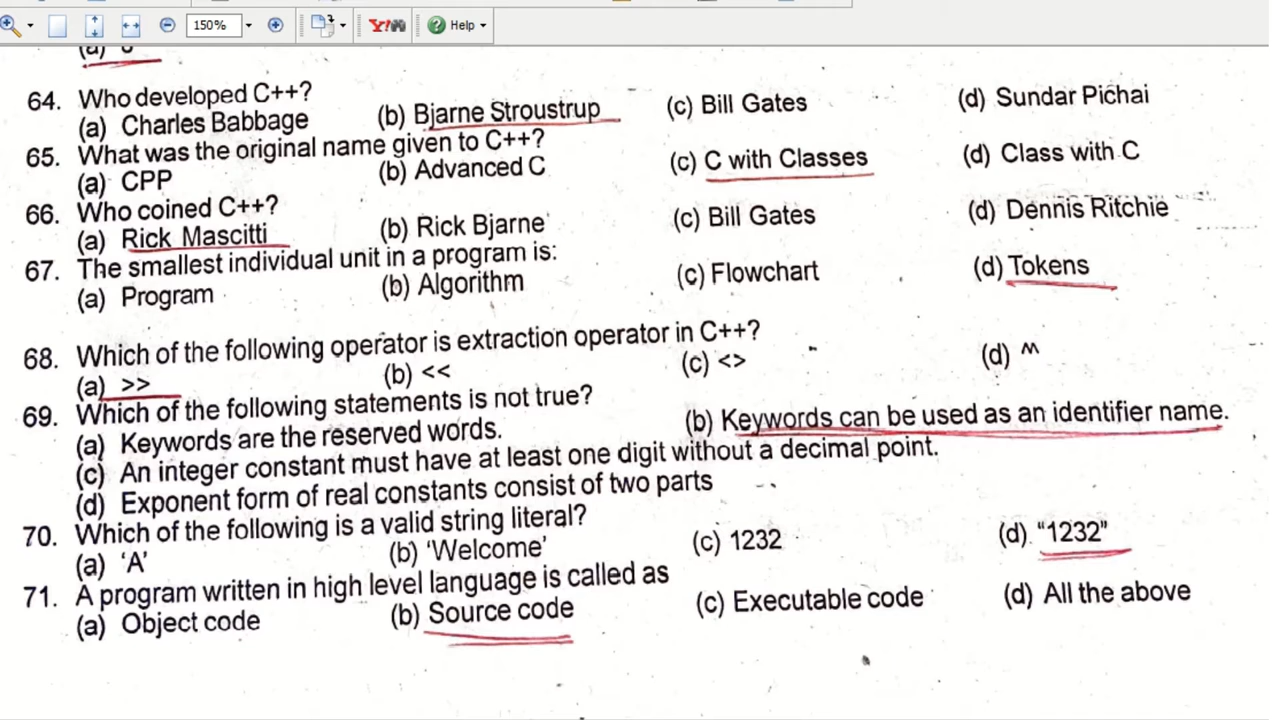 150%
Y!
Help
64. Who developed C++?
(a) Charles Babbage (b) Bjarne Stroustrup (c) Bill Gates (d) Sundar Pichai
65. What was the original name given to C++?
(a) CPP (b) Advanced C (c) C with Classes (d) Class with C
66. Who coined C++?
(a) Rick Mascitti (b) Rick Bjarne (c) Bill Gates (d) Dennis Ritchie
67. The smallest individual unit in a program is:
(a) Program (b) Algorithm (c) Flowchart (d) Tokens
68. Which of the following operator is extraction operator in C++?
(a) >> (b) << (c) <> (d) ^^
69. Which of the following statements is not true?
(a) Keywords are the reserved words. (b) Keywords can be used as an identifier name.
(c) An integer constant must have at least one digit without a decimal point.
(d) Exponent form of real constants consist of two parts
70. Which of the following is a valid string literal?
(a) ‘A’ (b) ‘Welcome’ (c) 1232 (d) “1232”
71. A program written in high level language is called as
(a) Object code (b) Source code (c) Executable code (d) All the above